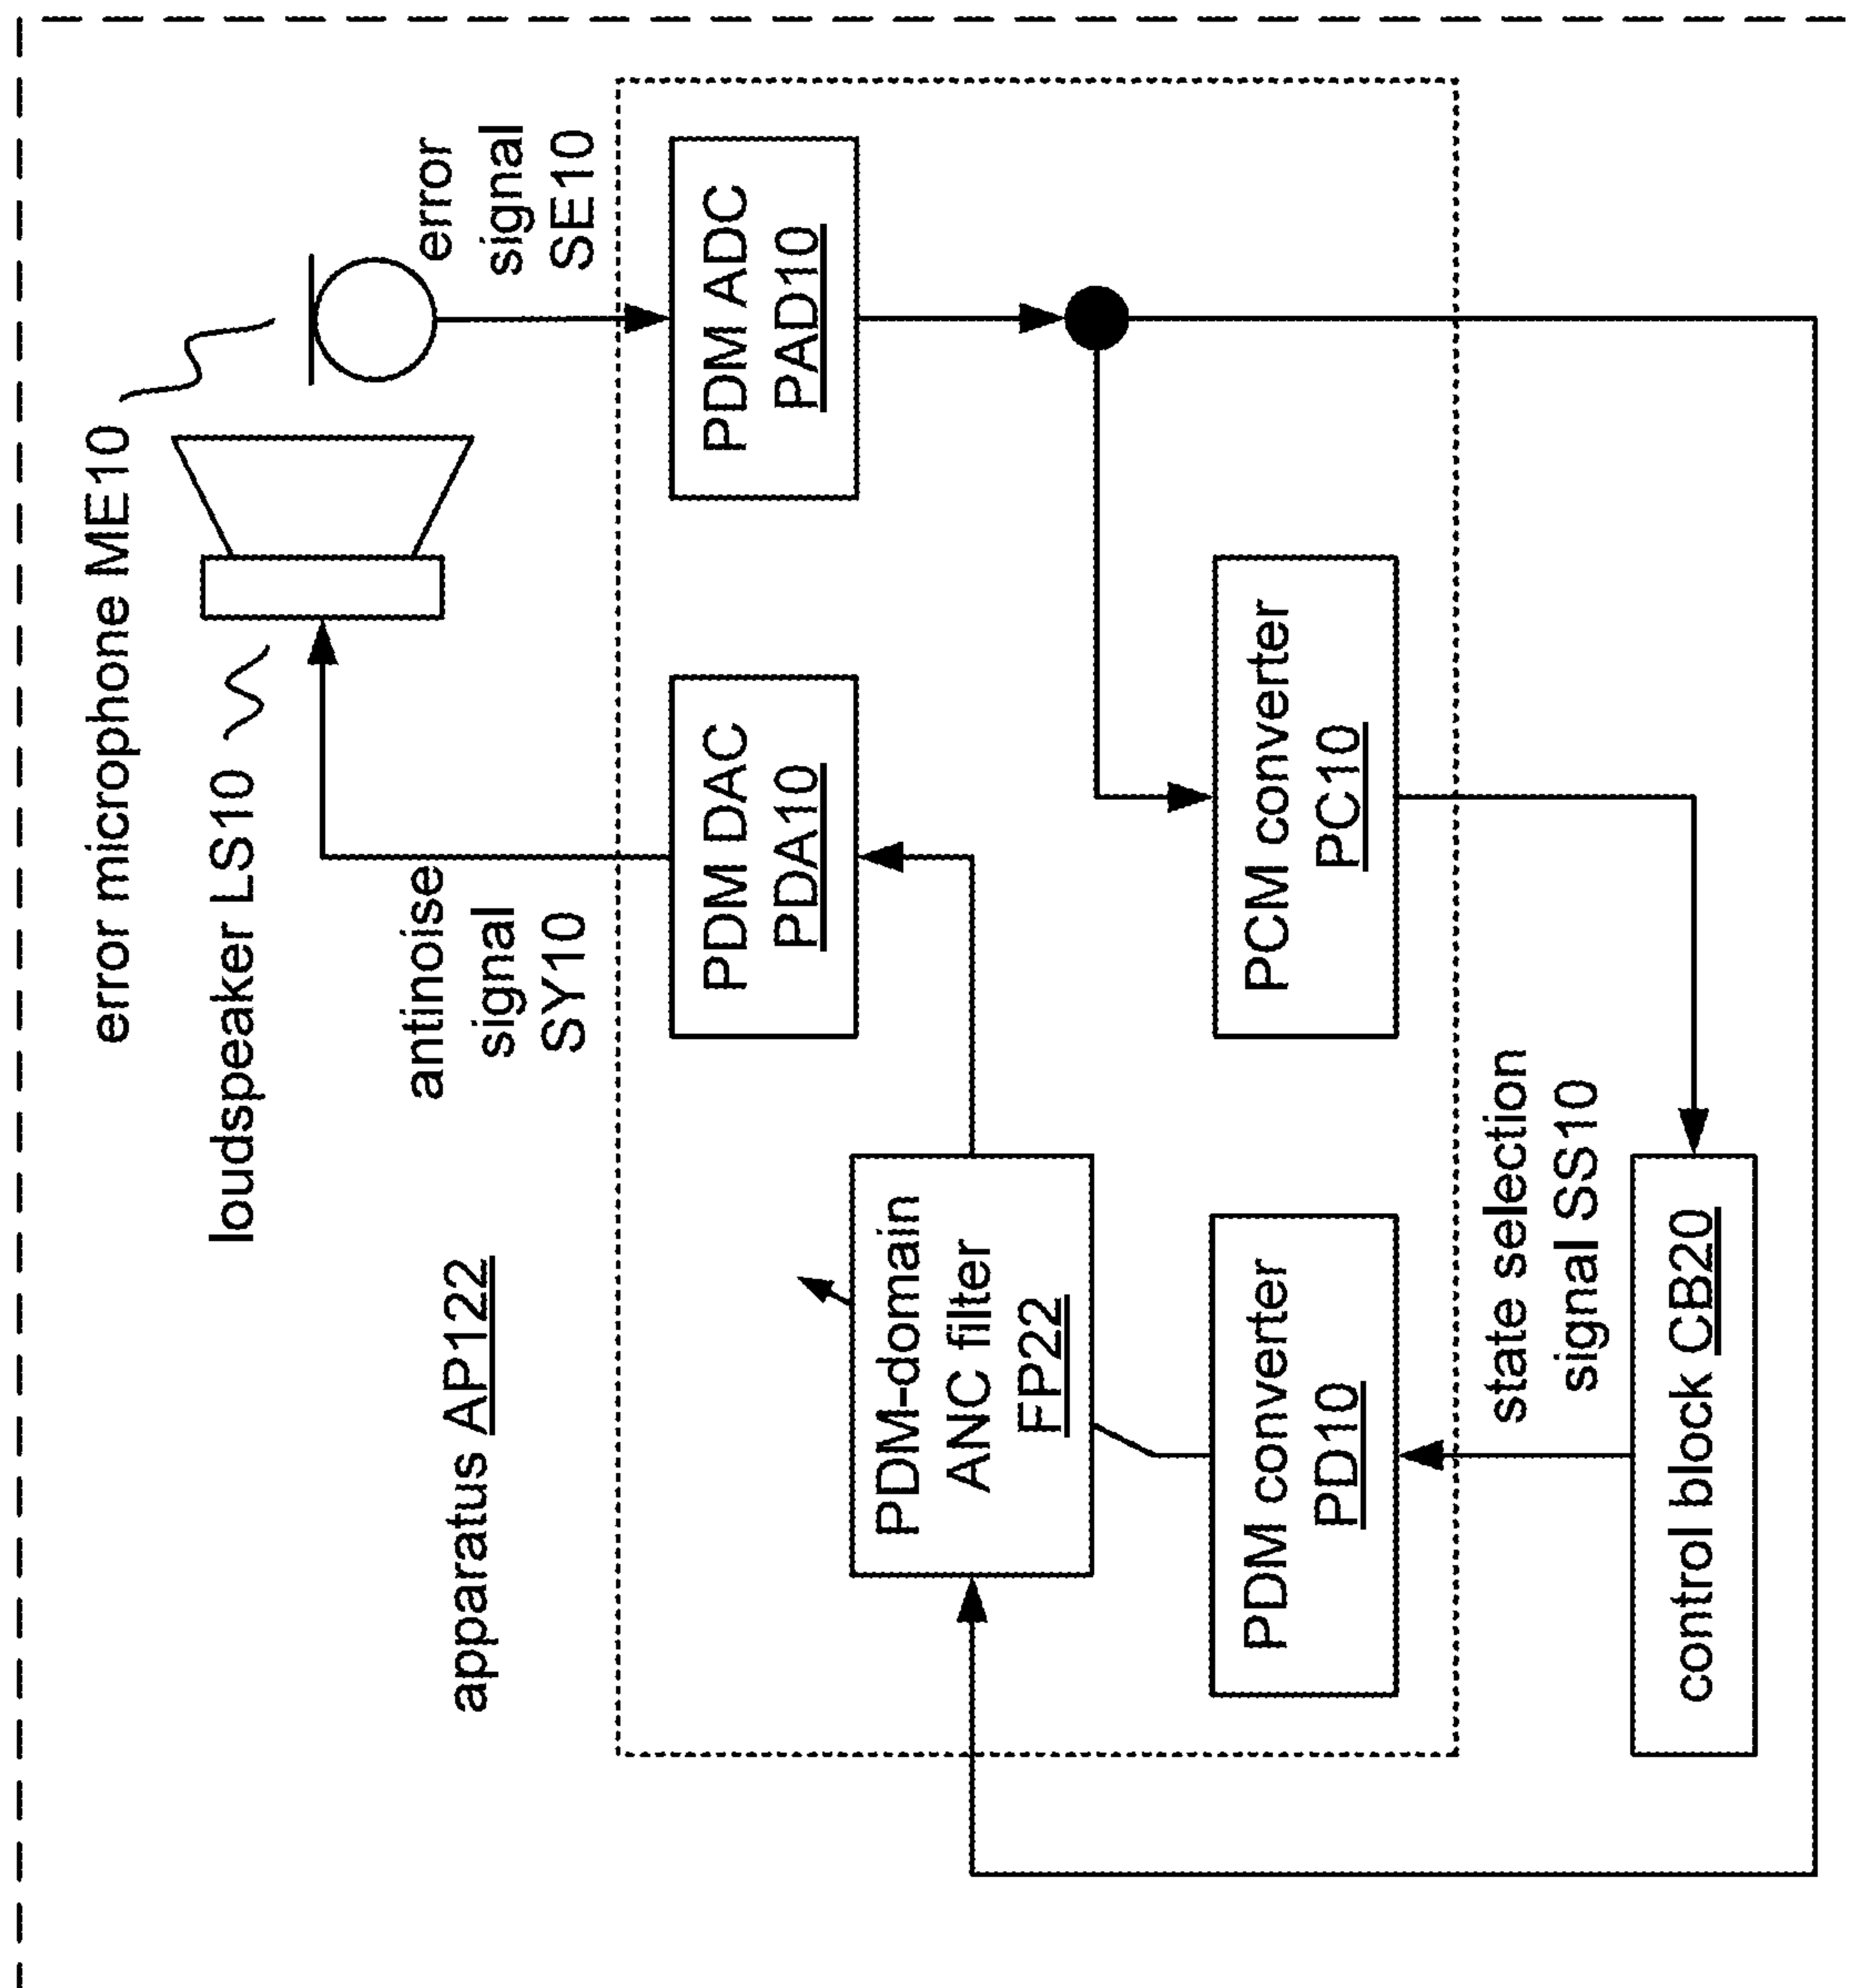 error microphone ME10
loudspeaker LS10
error
signal
SE10
antinoise
signal
SY10
apparatus AP122
PDM ADC
PAD10
PDM DAC
PDA10
PDM-domain
ANC filter
FP22
PCM converter
PC10
PDM converter
PD10
state selection
signal SS10
control block CB20